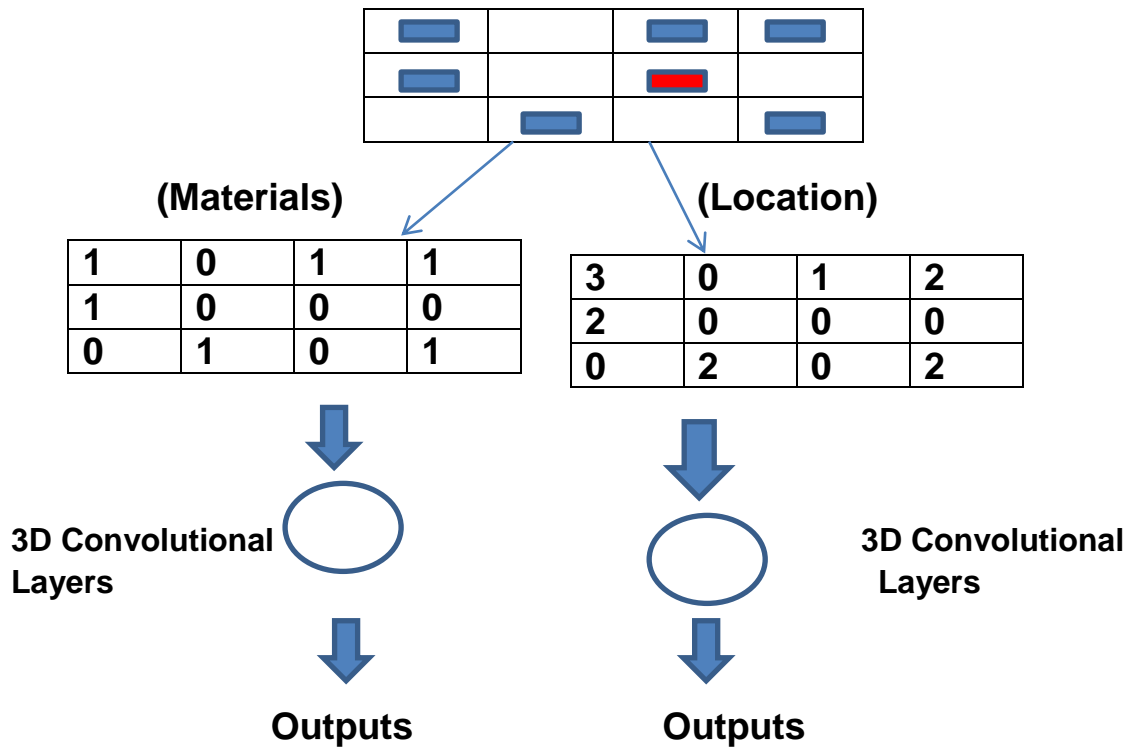 (Materials)
(Location)
1 0 1 1
1 0 0 0
0 1 0 1
3 0 1 2
2 0 0 0
0 2 0 2
3D Convolutional
Layers
3D Convolutional
Layers
Outputs
Outputs